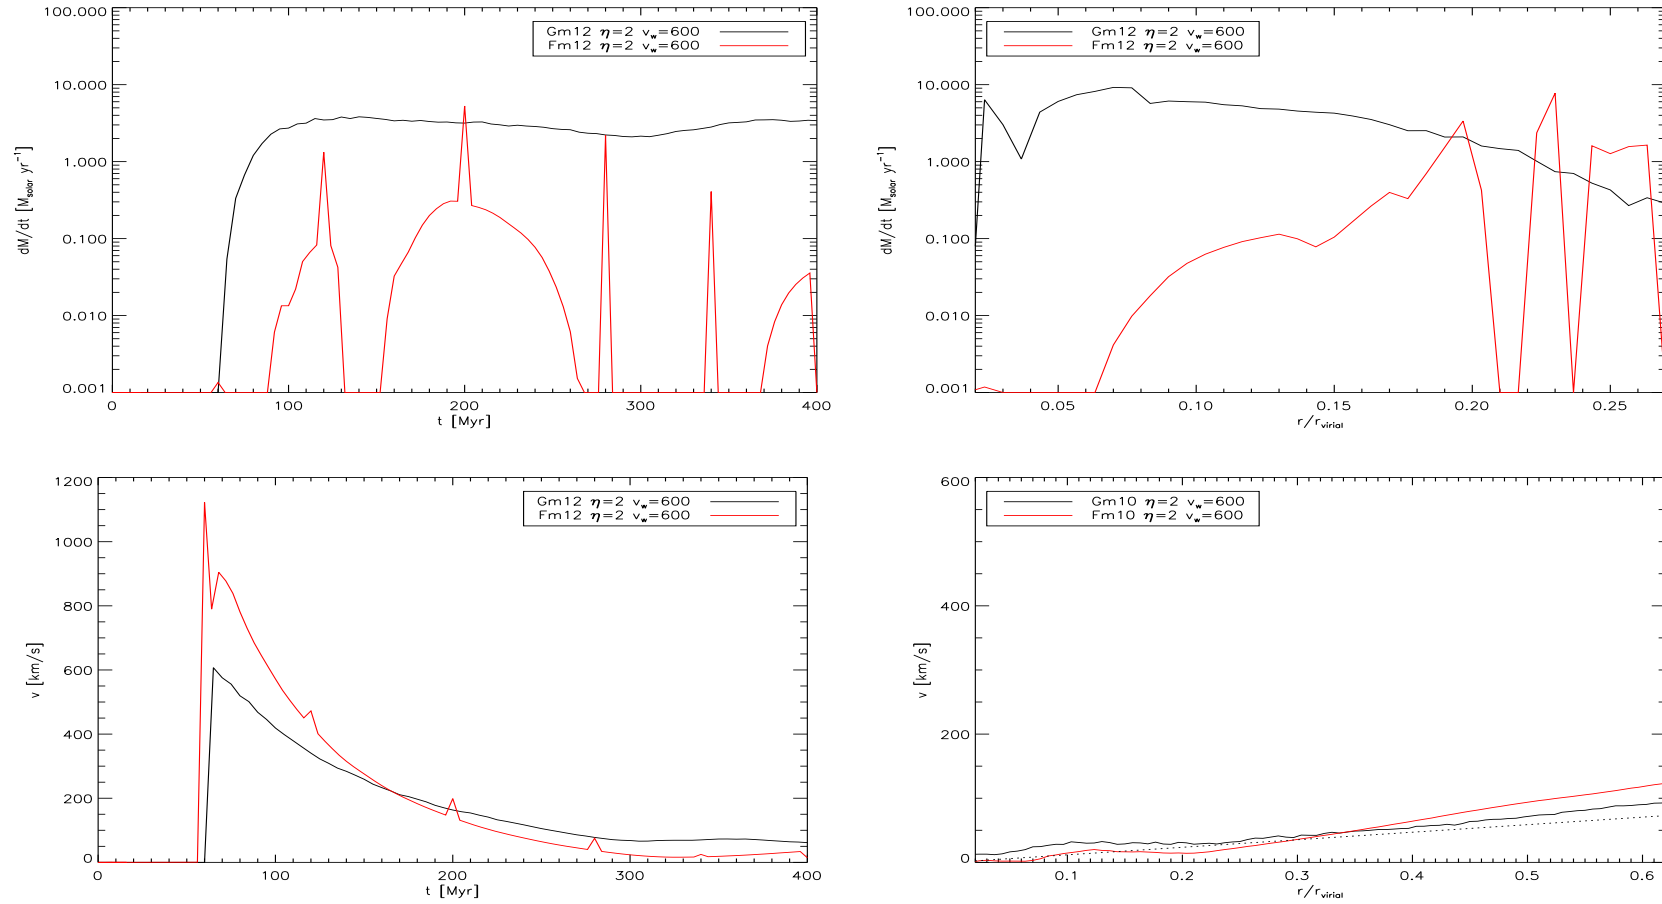 Gm12 η=2 v_w=600
Fm12 η=2 v_w=600
100.000
10.000
1.000
0.100
0.010
0.001
dM/dt [M_solar yr^-1]
0 100 200 300 400
t [Myr]
Gm12 η=2 v_w=600
Fm12 η=2 v_w=600
100.000
10.000
1.000
0.100
0.010
0.001
dM/dt [M_solar yr^-1]
0.05 0.10 0.15 0.20 0.25
r/r_virial
Gm12 η=2 v_w=600
Fm12 η=2 v_w=600
1200
1000
800
600
400
200
0
v [km/s]
0 100 200 300 400
t [Myr]
Gm10 η=2 v_w=600
Fm10 η=2 v_w=600
600
400
200
0
v [km/s]
0.1 0.2 0.3 0.4 0.5 0.6
r/r_virial